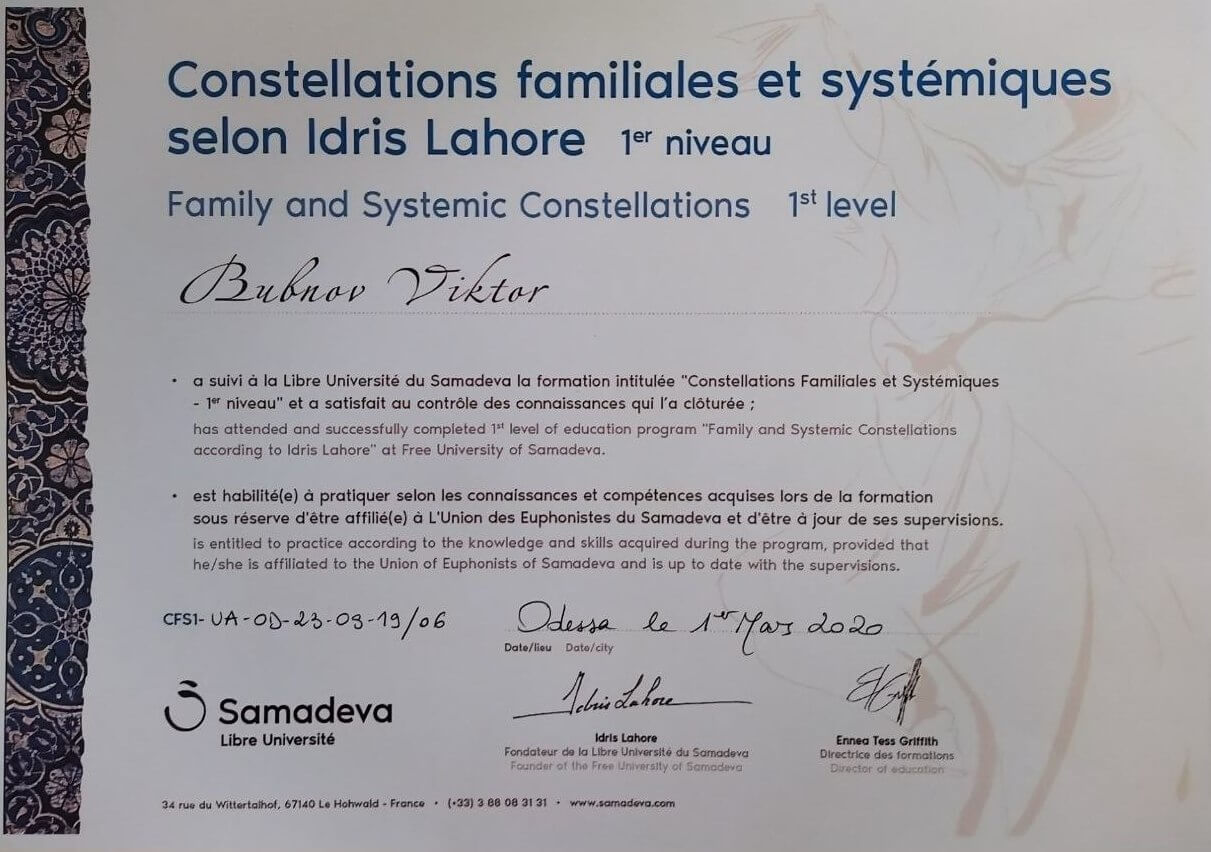 Constellations familiales et systémiques
selon Idris Lahore 1er niveau
Family and Systemic Constellations 1st level
Bubnov Viktor
• a suivi à la Libre Université du Samadeva la formation intitulée "Constellations Familiales et Systémiques
- 1er niveau" et a satisfait au contrôle des connaissances qui l'a clôturée ;
has attended and successfully completed 1st level of education program "Family and Systemic Constellations
according to Idris Lahore" at Free University of Samadeva.
• est habilité(e) à pratiquer selon les connaissances et compétences acquises lors de la formation
sous réserve d'être affilié(e) à L'Union des Euphonistes du Samadeva et d'être à jour de ses supervisions.
is entitled to practice according to the knowledge and skills acquired during the program, provided that
he/she is affiliated to the Union of Euphonists of Samadeva and is up to date with the supervisions.
CFS1- UA-OD-23-09-19/06 Odessa le 1er Mars 2020
Date/lieu Date/city
Samadeva
Libre Université
Idris Lahore
Idris Lahore
Fondateur de la Libre Université du Samadeva
Founder of the Free University of Samadeva
Ennea Tess Griffith
Directrice des formations
Director of education
34 rue du Wittertalhof, 67140 Le Hohwald - France • (+33) 3 88 08 31 31 • www.samadeva.com